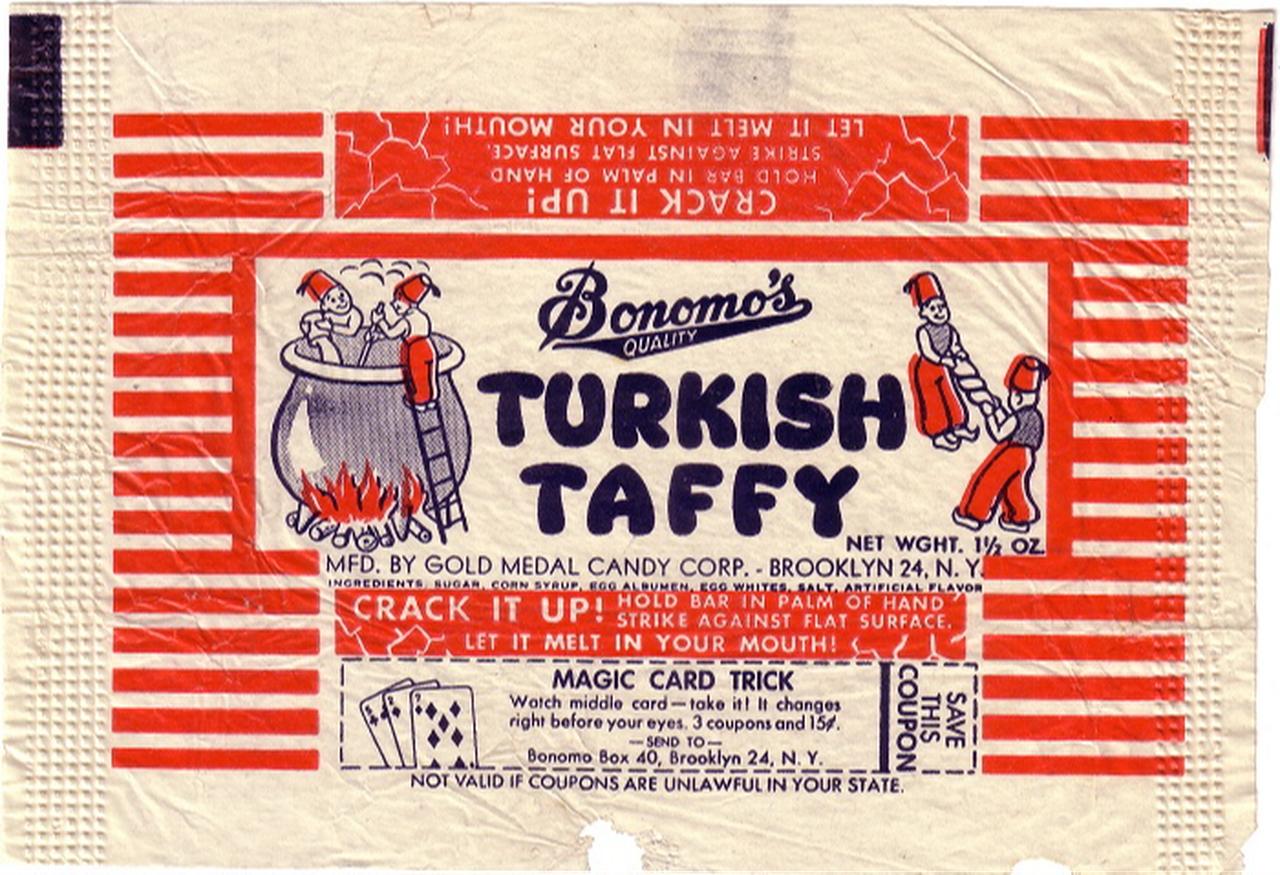 LET IT MELT IN YOUR MOUTH!
STRIKE AGAINST FLAT SURFACE.
HOLD BAR IN PALM OF HAND
CRACK IT UP!
Bonomo's
QUALITY
TURKISH
TAFFY
NET WGHT. 1½ OZ.
MFD. BY GOLD MEDAL CANDY CORP. - BROOKLYN 24, N. Y.
INGREDIENTS: SUGAR, CORN SYRUP, EGG ALBUMEN, EGG WHITES, SALT, ARTIFICIAL FLAVOR
CRACK IT UP! HOLD BAR IN PALM OF HAND
STRIKE AGAINST FLAT SURFACE.
LET IT MELT IN YOUR MOUTH!
MAGIC CARD TRICK
Watch middle card — take it! It changes
right before your eyes. 3 coupons and 15¢.
— SEND TO —
Bonomo Box 40, Brooklyn 24, N. Y.
SAVE
THIS
COUPON
NOT VALID IF COUPONS ARE UNLAWFUL IN YOUR STATE.